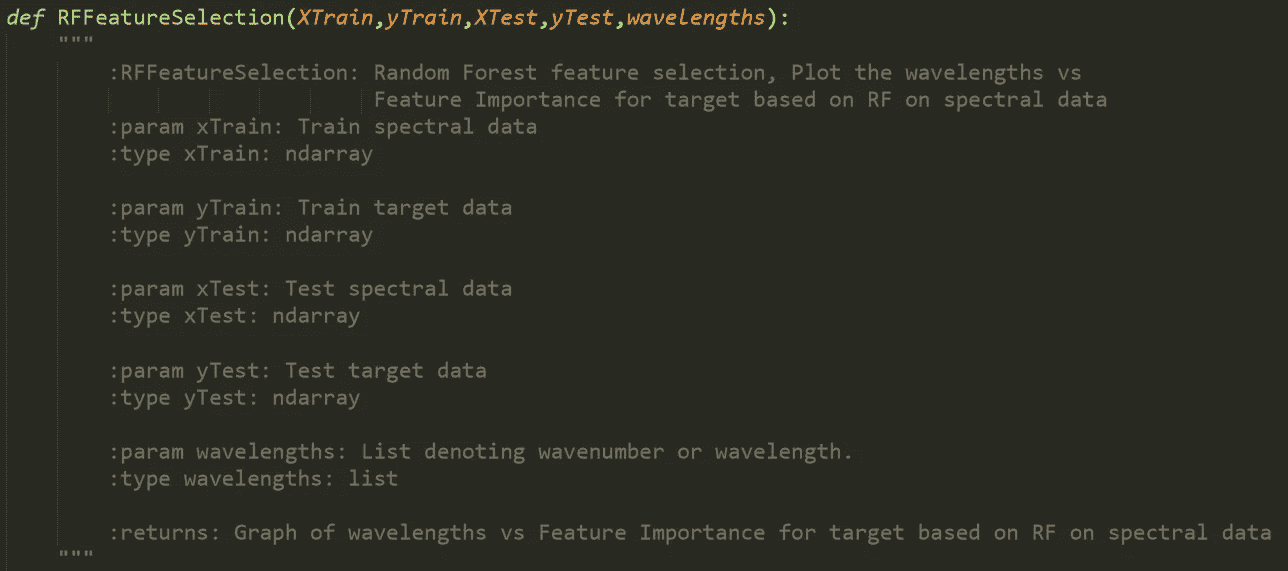 def RFFeatureSelection(XTrain,yTrain,XTest,yTest,wavelengths):
"""
:RFFeatureSelection: Random Forest feature selection, Plot the wavelengths vs
Feature Importance for target based on RF on spectral data
:param xTrain: Train spectral data
:type xTrain: ndarray
:param yTrain: Train target data
:type yTrain: ndarray
:param xTest: Test spectral data
:type xTest: ndarray
:param yTest: Test target data
:type yTest: ndarray
:param wavelengths: List denoting wavenumber or wavelength.
:type wavelengths: list
:returns: Graph of wavelengths vs Feature Importance for target based on RF on spectral data
"""